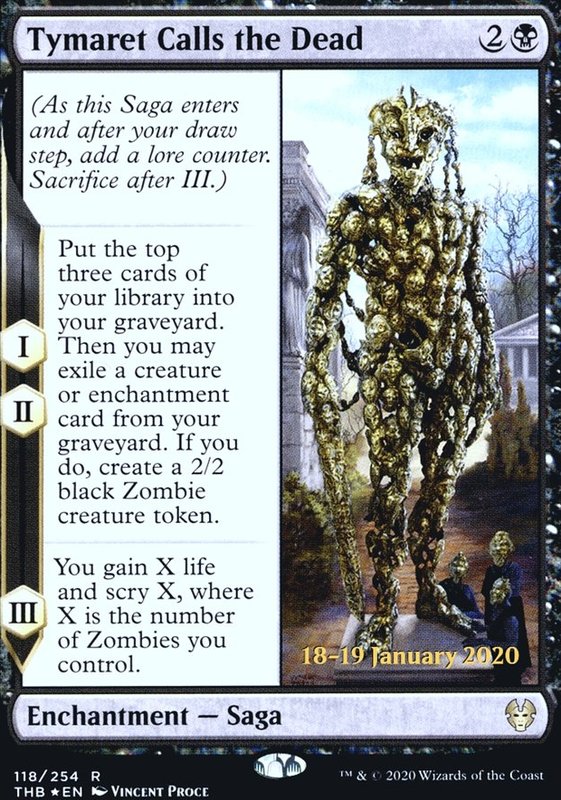 Tymaret Calls the Dead 2
(As this Saga enters
and after your draw
step, add a lore counter.
Sacrifice after III.)
Put the top
three cards of
your library into
your graveyard.
I Then you may
exile a creature
II or enchantment
card from your
graveyard. If you
do, create a 2/2
black Zombie
creature token.
You gain X life
and scry X, where
III X is the number
of Zombies you
control.
18–19 January 2020
Enchantment — Saga
118/254 R
THB ★ EN Vincent Proce
™ & © 2020 Wizards of the Coast